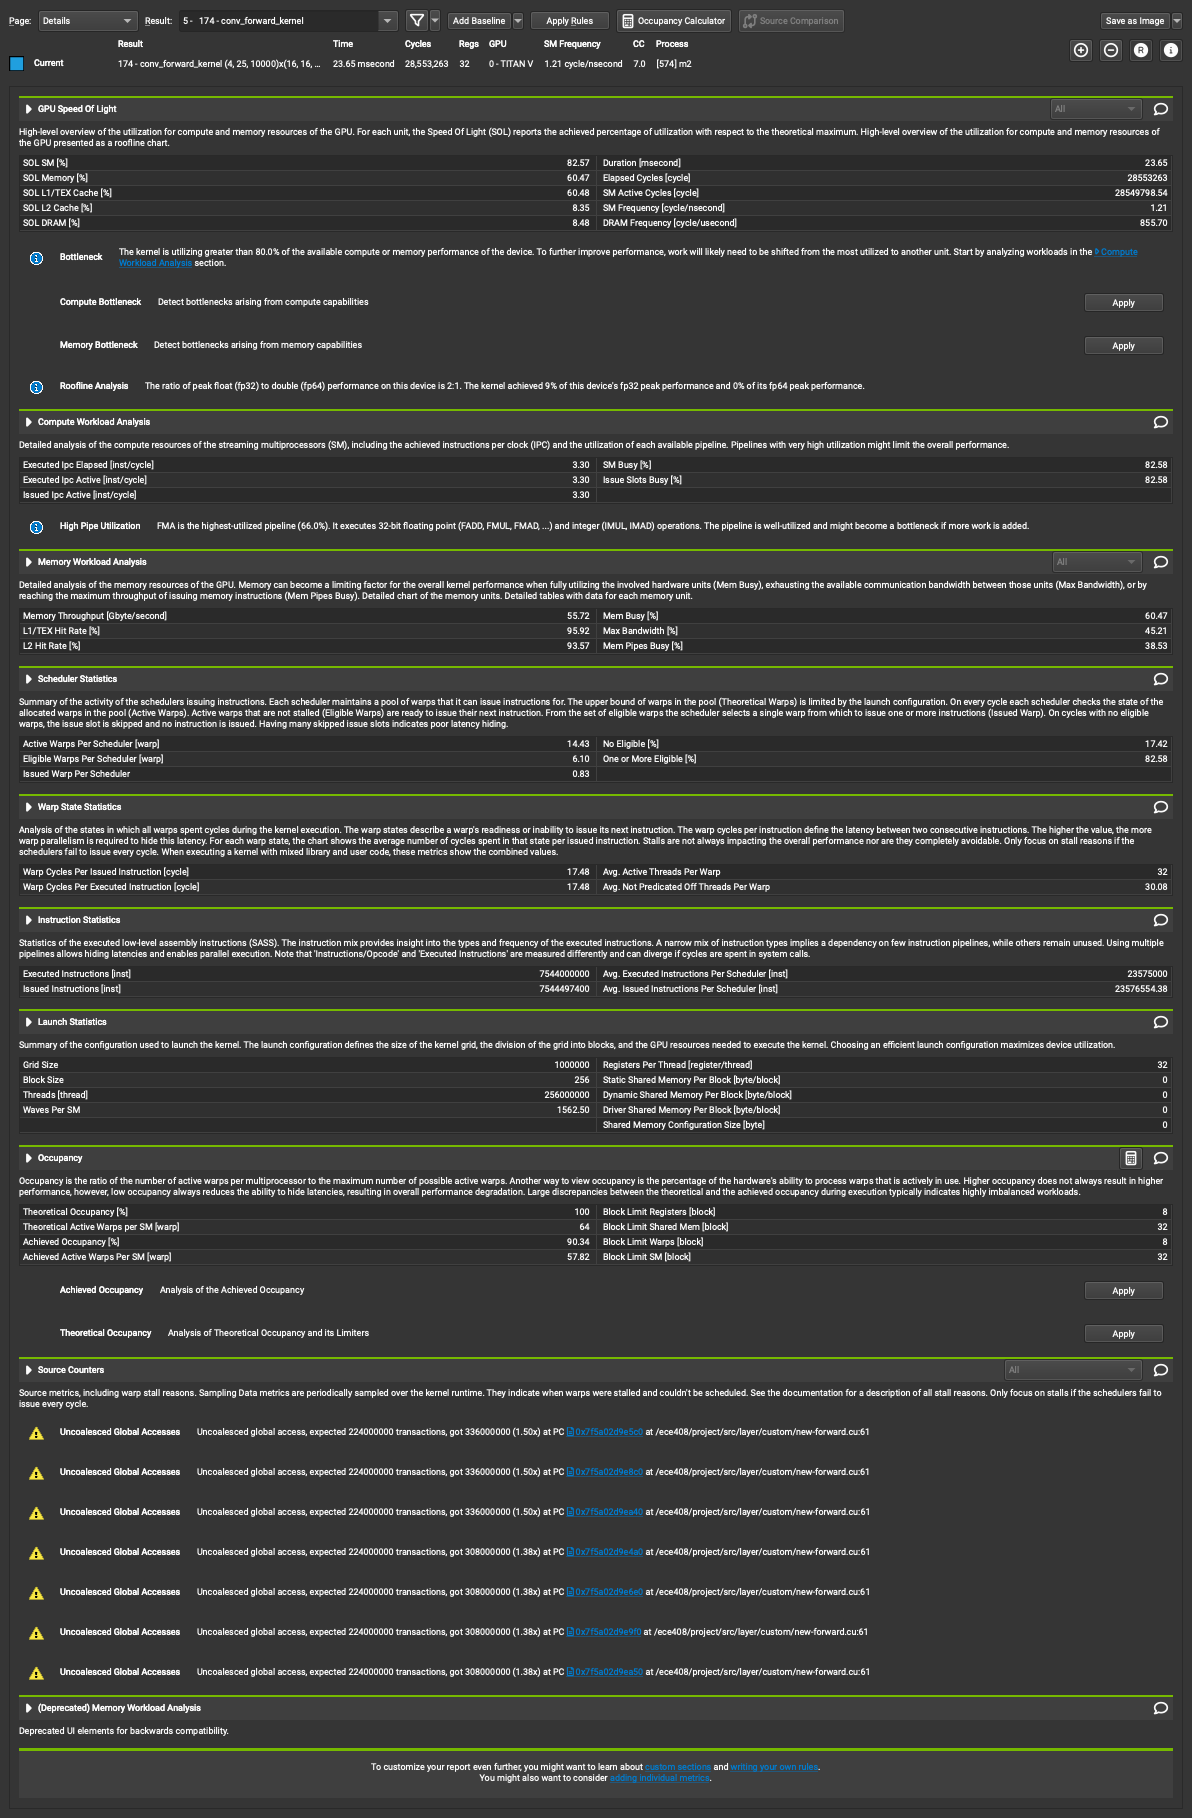 Page: Details Result: 5 - 174 - conv_forward_kernel Add Baseline Apply Rules Occupancy Calculator Source Comparison Save as Image
Result Time Cycles Regs GPU SM Frequency CC Process
Current 174 - conv_forward_kernel (4, 25, 10000)x(16, 16, ... 23.65 msecond 28,553,263 32 0 - TITAN V 1.21 cycle/nsecond 7.0 [574] m2
GPU Speed Of Light All
High-level overview of the utilization for compute and memory resources of the GPU. For each unit, the Speed Of Light (SOL) reports the achieved percentage of utilization with respect to the theoretical maximum. High-level overview of the utilization for compute and memory resources of
the GPU presented as a roofline chart.
SOL SM [%] 82.57 Duration [msecond] 23.65
SOL Memory [%] 60.47 Elapsed Cycles [cycle] 28553263
SOL L1/TEX Cache [%] 60.48 SM Active Cycles [cycle] 28549798.54
SOL L2 Cache [%] 8.35 SM Frequency [cycle/nsecond] 1.21
SOL DRAM [%] 8.48 DRAM Frequency [cycle/usecond] 855.70
Bottleneck The kernel is utilizing greater than 80.0% of the available compute or memory performance of the device. To further improve performance, work will likely need to be shifted from the most utilized to another unit. Start by analyzing workloads in the Compute
Workload Analysis section.
Compute Bottleneck Detect bottlenecks arising from compute capabilities Apply
Memory Bottleneck Detect bottlenecks arising from memory capabilities Apply
Roofline Analysis The ratio of peak float (fp32) to double (fp64) performance on this device is 2:1. The kernel achieved 9% of this device's fp32 peak performance and 0% of its fp64 peak performance.
Compute Workload Analysis
Detailed analysis of the compute resources of the streaming multiprocessors (SM), including the achieved instructions per clock (IPC) and the utilization of each available pipeline. Pipelines with very high utilization might limit the overall performance.
Executed Ipc Elapsed [inst/cycle] 3.30 SM Busy [%] 82.58
Executed Ipc Active [inst/cycle] 3.30 Issue Slots Busy [%] 82.58
Issued Ipc Active [inst/cycle] 3.30
High Pipe Utilization FMA is the highest-utilized pipeline (66.0%). It executes 32-bit floating point (FADD, FMUL, FMAD, ...) and integer (IMUL, IMAD) operations. The pipeline is well-utilized and might become a bottleneck if more work is added.
Memory Workload Analysis All
Detailed analysis of the memory resources of the GPU. Memory can become a limiting factor for the overall kernel performance when fully utilizing the involved hardware units (Mem Busy), exhausting the available communication bandwidth between those units (Max Bandwidth), or by
reaching the maximum throughput of issuing memory instructions (Mem Pipes Busy). Detailed chart of the memory units. Detailed tables with data for each memory unit.
Memory Throughput [Gbyte/second] 55.72 Mem Busy [%] 60.47
L1/TEX Hit Rate [%] 95.92 Max Bandwidth [%] 45.21
L2 Hit Rate [%] 93.57 Mem Pipes Busy [%] 38.53
Scheduler Statistics
Summary of the activity of the schedulers issuing instructions. Each scheduler maintains a pool of warps that it can issue instructions for. The upper bound of warps in the pool (Theoretical Warps) is limited by the launch configuration. On every cycle each scheduler checks the state of the
allocated warps in the pool (Active Warps). Active warps that are not stalled (Eligible Warps) are ready to issue their next instruction. From the set of eligible warps the scheduler selects a single warp from which to issue one or more instructions (Issued Warp). On cycles with no eligible
warps, the issue slot is skipped and no instruction is issued. Having many skipped issue slots indicates poor latency hiding.
Active Warps Per Scheduler [warp] 14.43 No Eligible [%] 17.42
Eligible Warps Per Scheduler [warp] 6.10 One or More Eligible [%] 82.58
Issued Warp Per Scheduler 0.83
Warp State Statistics
Analysis of the states in which all warps spent cycles during the kernel execution. The warp states describe a warp's readiness or inability to issue its next instruction. The warp cycles per instruction define the latency between two consecutive instructions. The higher the value, the more
warp parallelism is required to hide this latency. For each warp state, the chart shows the average number of cycles spent in that state per issued instruction. Stalls are not always impacting the overall performance nor are they completely avoidable. Only focus on stall reasons if the
schedulers fail to issue every cycle. When executing a kernel with mixed library and user code, these metrics show the combined values.
Warp Cycles Per Issued Instruction [cycle] 17.48 Avg. Active Threads Per Warp 32
Warp Cycles Per Executed Instruction [cycle] 17.48 Avg. Not Predicated Off Threads Per Warp 30.08
Instruction Statistics
Statistics of the executed low-level assembly instructions (SASS). The instruction mix provides insight into the types and frequency of the executed instructions. A narrow mix of instruction types implies a dependency on few instruction pipelines, while others remain unused. Using multiple
pipelines allows hiding latencies and enables parallel execution. Note that 'Instructions/Opcode' and 'Executed Instructions' are measured differently and can diverge if cycles are spent in system calls.
Executed Instructions [inst] 7544000000 Avg. Executed Instructions Per Scheduler [inst] 23575000
Issued Instructions [inst] 7544497400 Avg. Issued Instructions Per Scheduler [inst] 23576554.38
Launch Statistics
Summary of the configuration used to launch the kernel. The launch configuration defines the size of the kernel grid, the division of the grid into blocks, and the GPU resources needed to execute the kernel. Choosing an efficient launch configuration maximizes device utilization.
Grid Size 1000000 Registers Per Thread [register/thread] 32
Block Size 256 Static Shared Memory Per Block [byte/block] 0
Threads [thread] 256000000 Dynamic Shared Memory Per Block [byte/block] 0
Waves Per SM 1562.50 Driver Shared Memory Per Block [byte/block] 0
Shared Memory Configuration Size [byte] 0
Occupancy
Occupancy is the ratio of the number of active warps per multiprocessor to the maximum number of possible active warps. Another way to view occupancy is the percentage of the hardware's ability to process warps that is actively in use. Higher occupancy does not always result in higher
performance, however, low occupancy always reduces the ability to hide latencies, resulting in overall performance degradation. Large discrepancies between the theoretical and the achieved occupancy during execution typically indicates highly imbalanced workloads.
Theoretical Occupancy [%] 100 Block Limit Registers [block] 8
Theoretical Active Warps per SM [warp] 64 Block Limit Shared Mem [block] 32
Achieved Occupancy [%] 90.34 Block Limit Warps [block] 8
Achieved Active Warps Per SM [warp] 57.82 Block Limit SM [block] 32
Achieved Occupancy Analysis of the Achieved Occupancy Apply
Theoretical Occupancy Analysis of Theoretical Occupancy and its Limiters Apply
Source Counters All
Source metrics, including warp stall reasons. Sampling Data metrics are periodically sampled over the kernel runtime. They indicate when warps were stalled and couldn't be scheduled. See the documentation for a description of all stall reasons. Only focus on stalls if the schedulers fail to
issue every cycle.
Uncoalesced Global Accesses Uncoalesced global access, expected 224000000 transactions, got 336000000 (1.50x) at PC 0x7f5a02d9e5c0 at /ece408/project/src/layer/custom/new-forward.cu:61
Uncoalesced Global Accesses Uncoalesced global access, expected 224000000 transactions, got 336000000 (1.50x) at PC 0x7f5a02d9e8c0 at /ece408/project/src/layer/custom/new-forward.cu:61
Uncoalesced Global Accesses Uncoalesced global access, expected 224000000 transactions, got 336000000 (1.50x) at PC 0x7f5a02d9ea40 at /ece408/project/src/layer/custom/new-forward.cu:61
Uncoalesced Global Accesses Uncoalesced global access, expected 224000000 transactions, got 308000000 (1.38x) at PC 0x7f5a02d9e4a0 at /ece408/project/src/layer/custom/new-forward.cu:61
Uncoalesced Global Accesses Uncoalesced global access, expected 224000000 transactions, got 308000000 (1.38x) at PC 0x7f5a02d9e6e0 at /ece408/project/src/layer/custom/new-forward.cu:61
Uncoalesced Global Accesses Uncoalesced global access, expected 224000000 transactions, got 308000000 (1.38x) at PC 0x7f5a02d9e9f0 at /ece408/project/src/layer/custom/new-forward.cu:61
Uncoalesced Global Accesses Uncoalesced global access, expected 224000000 transactions, got 308000000 (1.38x) at PC 0x7f5a02d9ea50 at /ece408/project/src/layer/custom/new-forward.cu:61
(Deprecated) Memory Workload Analysis
Deprecated UI elements for backwards compatibility.
To customize your report even further, you might want to learn about custom sections and writing your own rules.
You might also want to consider adding individual metrics.